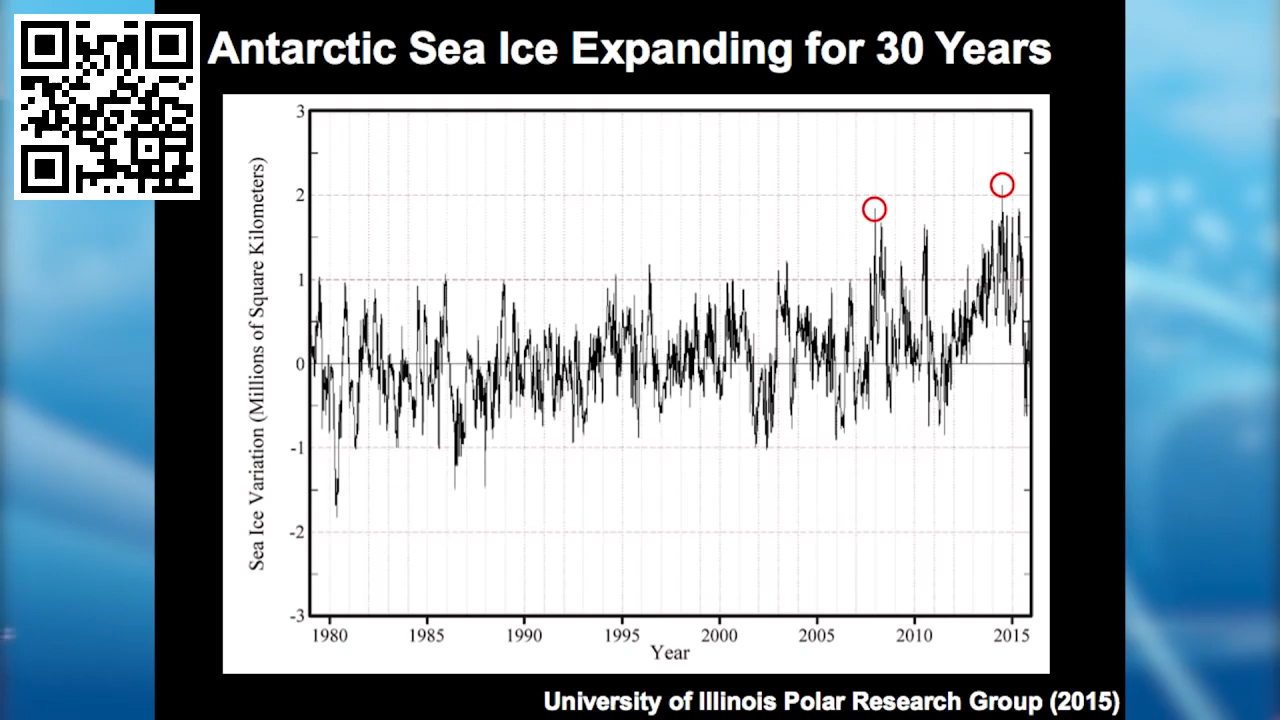 Antarctic Sea Ice Expanding for 30 Years
Sea Ice Variation (Millions of Square Kilometers)
3
2
1
0
-1
-2
-3
1980 1985 1990 1995 2000 2005 2010 2015
Year
University of Illinois Polar Research Group (2015)